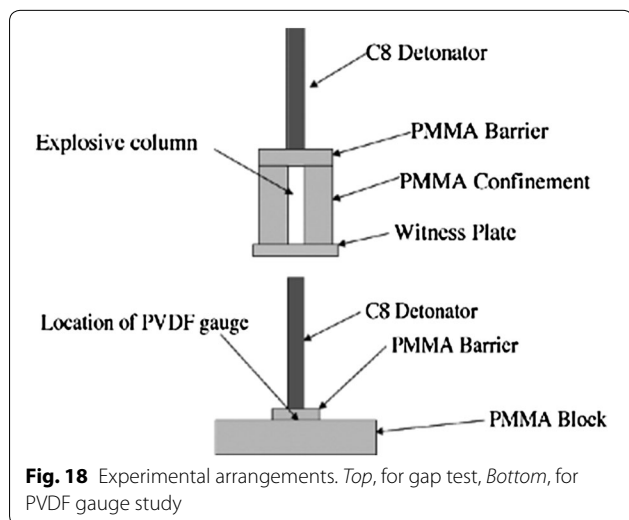 C8 Detonator
PMMA Barrier
Explosive column
PMMA Confinement
Witness Plate
Location of PVDF gauge
C8 Detonator
PMMA Barrier
PMMA Block
Fig. 18 Experimental arrangements. Top, for gap test, Bottom, for
PVDF gauge study